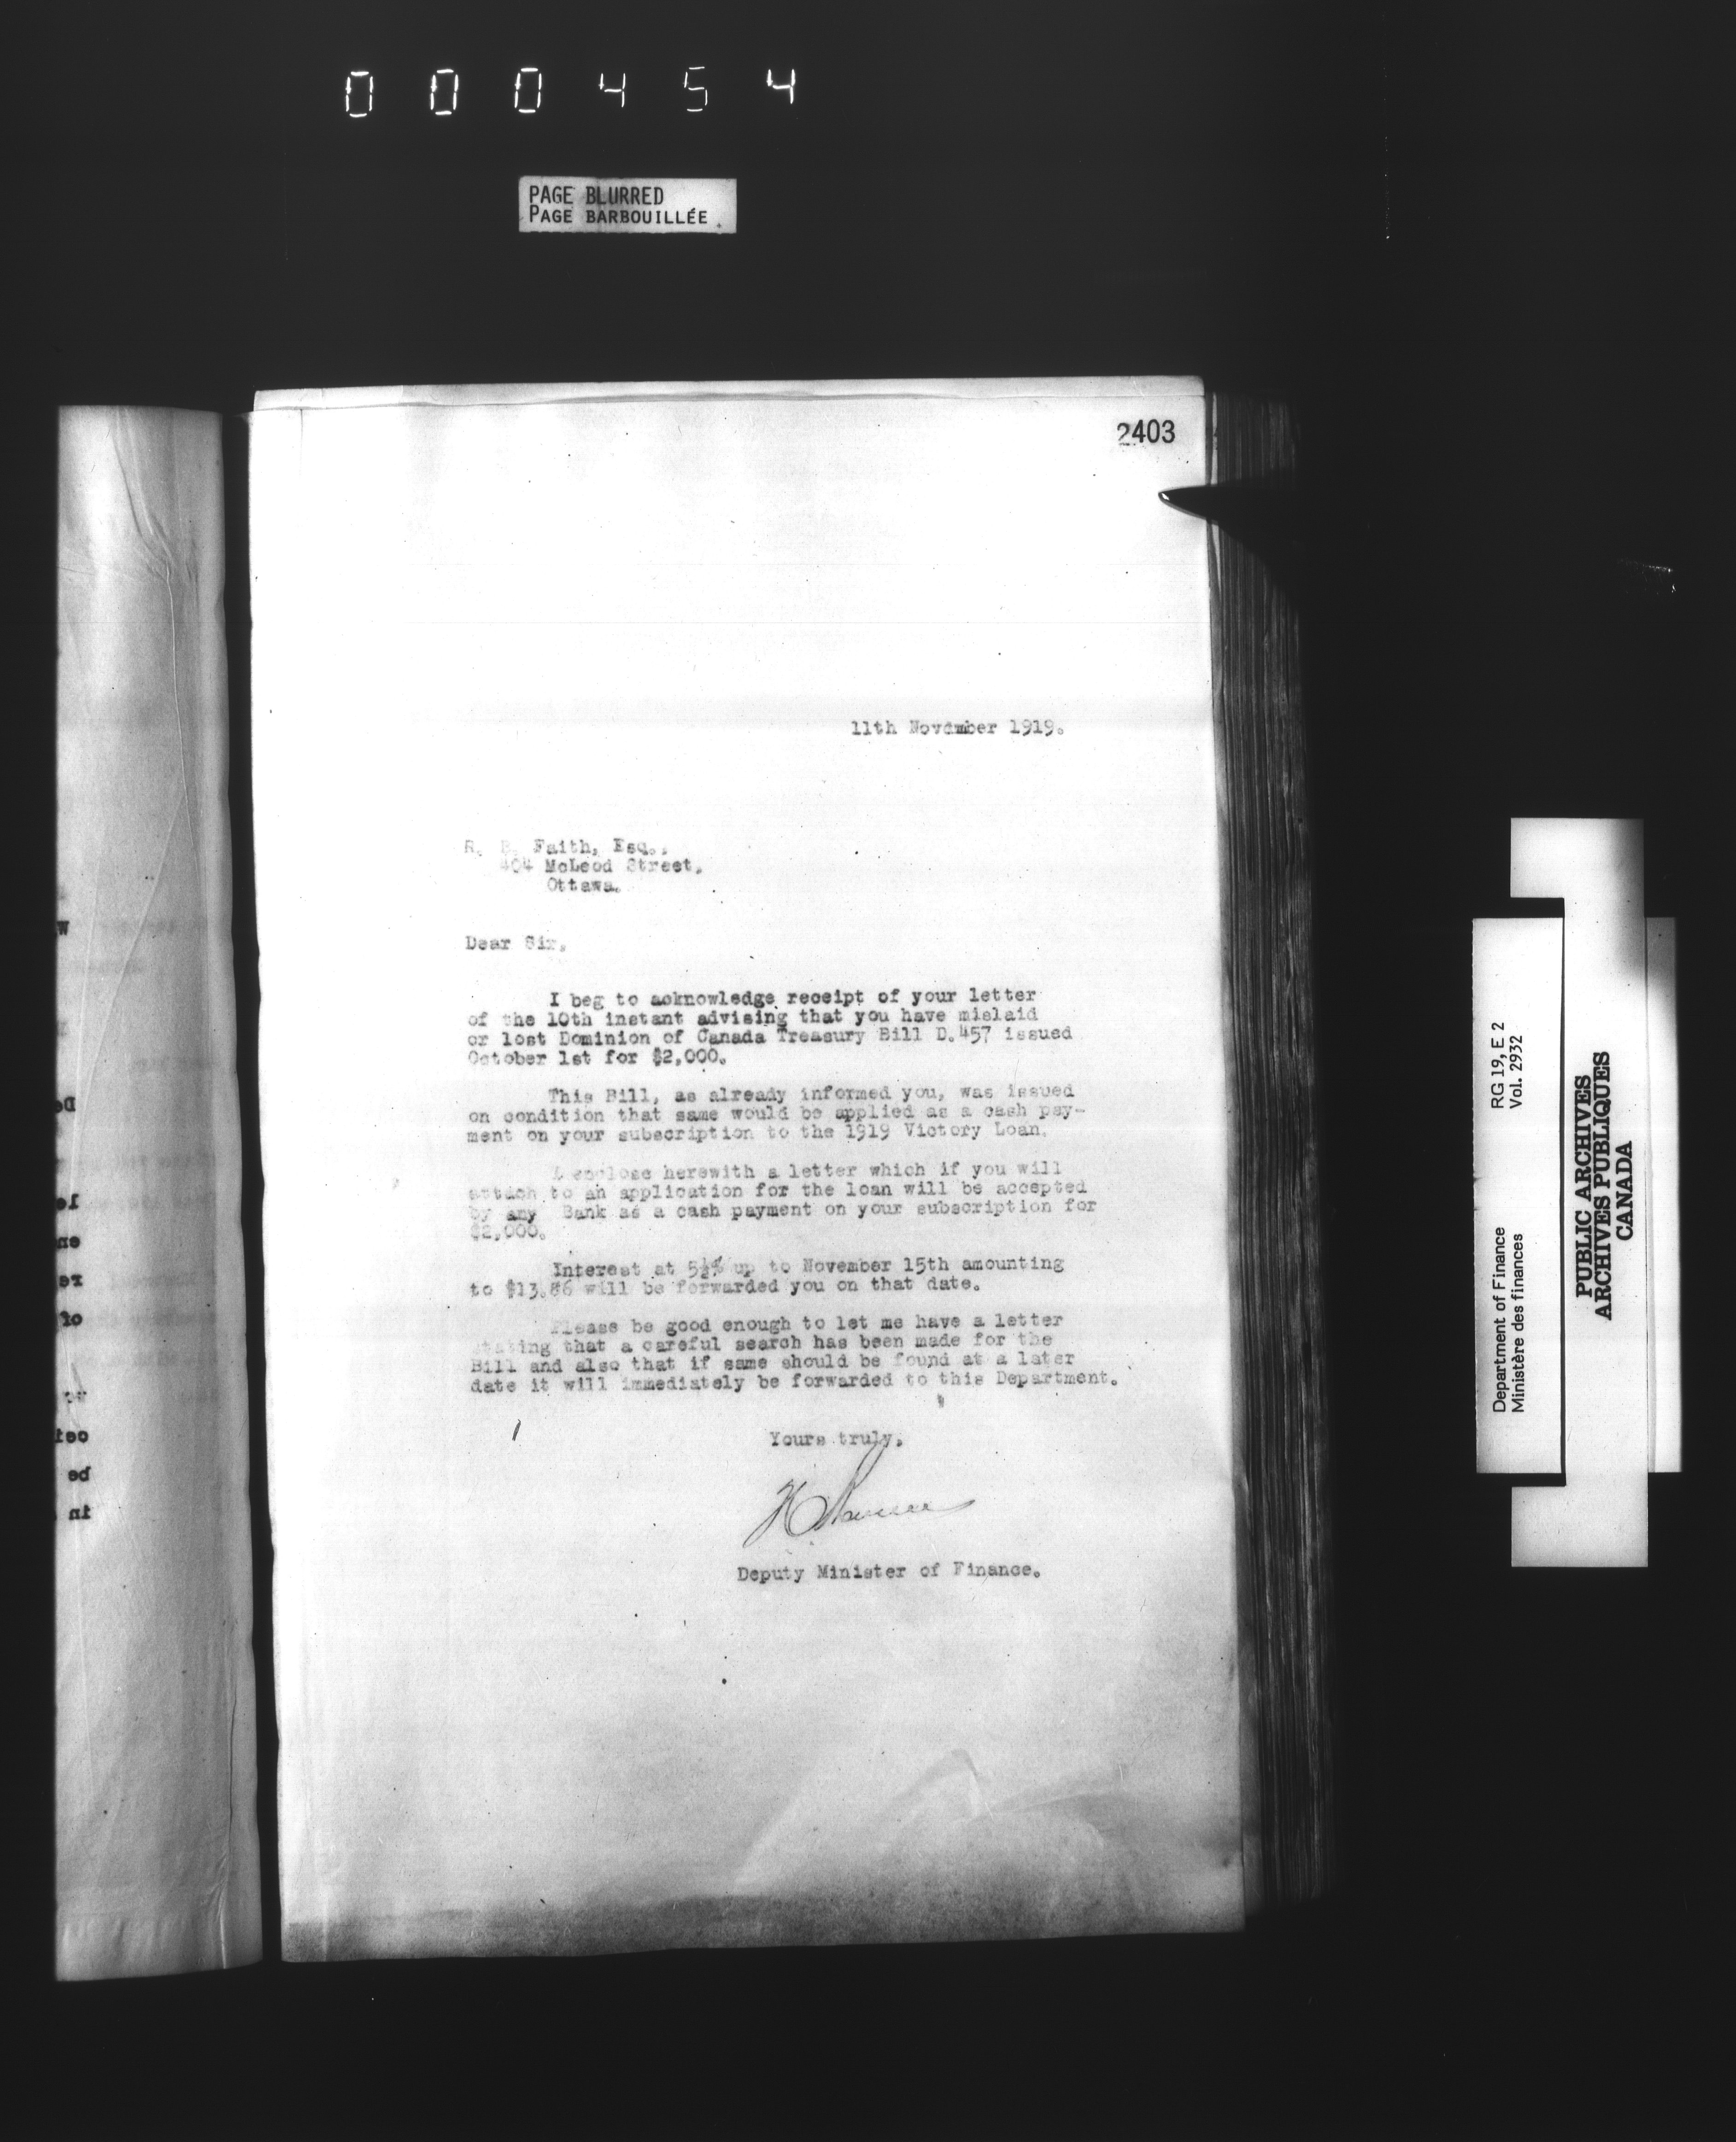 000454
PAGE BLURRED
PAGE BARBOUILLÉE
2403
11th November 1919.
R. B. Faith, Esq.,
404 McLeod Street,
Ottawa.
Dear Sir,
I beg to acknowledge receipt of your letter
of the 10th instant advising that you have mislaid
or lost Dominion of Canada Treasury Bill D.457 issued
October 1st for $2,000.
This Bill, as already informed you, was issued
on condition that same would be applied as a cash pay-
ment on your subscription to the 1919 Victory Loan.
I enclose herewith a letter which if you will
attach to an application for the loan will be accepted
by any Bank as a cash payment on your subscription for
$2,000.
Interest at 5½% up to November 15th amounting
to $13.86 will be forwarded you on that date.
Please be good enough to let me have a letter
stating that a careful search has been made for the
Bill and also that if same should be found at a later
date it will immediately be forwarded to this Department.
Yours truly,
Deputy Minister of Finance.
Department of Finance
Ministère des finances
RG 19, E 2
Vol. 2932
PUBLIC ARCHIVES
ARCHIVES PUBLIQUES
CANADA